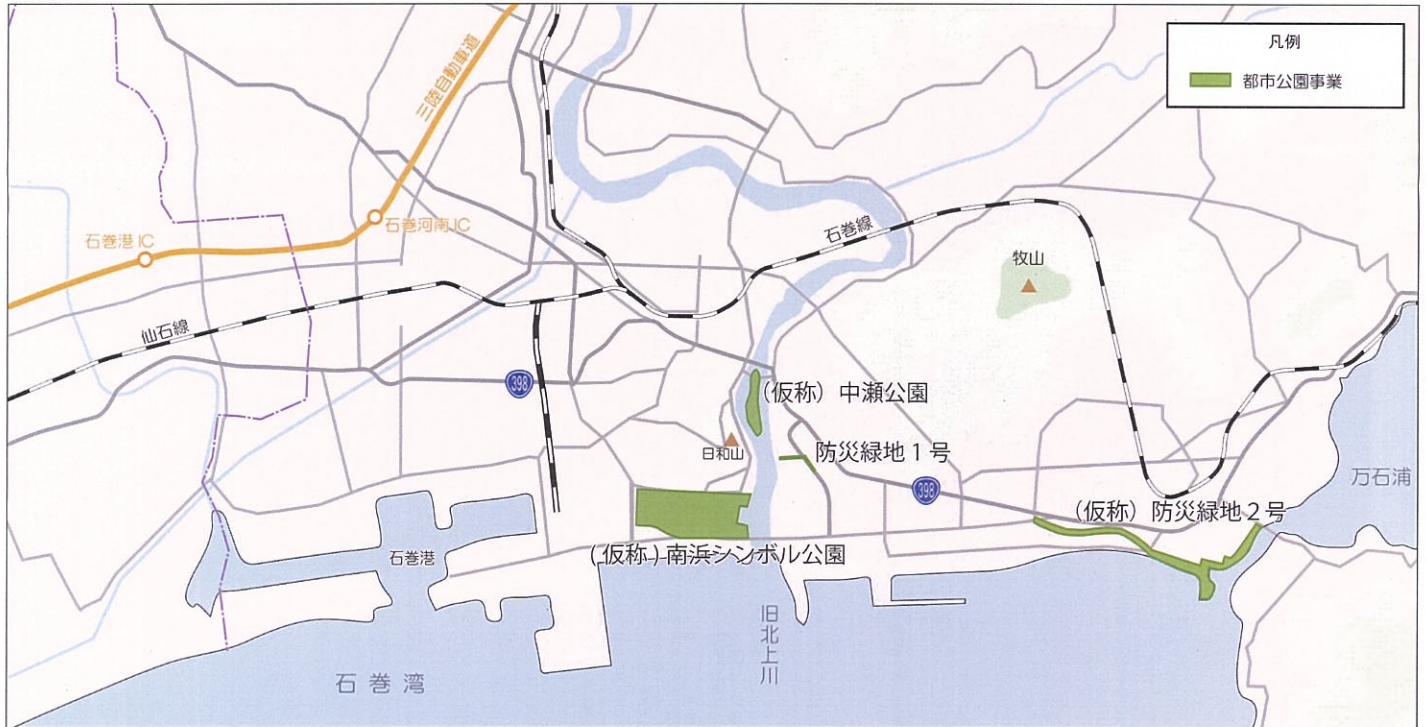 凡例
都市公園事業
三陸自動車道
石巻河南IC
石巻港IC
石巻線
牧山
仙石線
398
(仮称) 中瀬公園
日和山
防災緑地1号
398
万石浦
(仮称) 防災緑地2号
石巻港
(仮称) 南浜シンボル公園
旧北上川
石巻湾